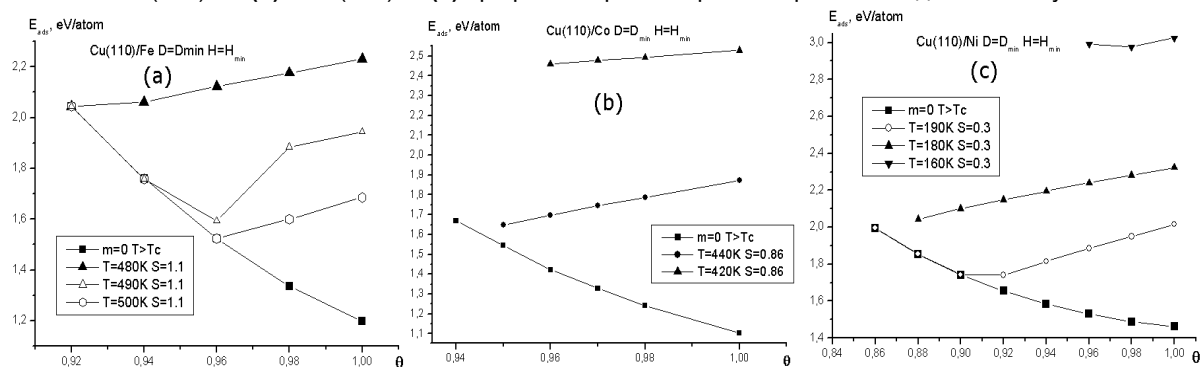 E_ads, eV/atom
Cu(110)/Fe D=Dmin H=H_min
(a)
2,2
2,0
1,8
1,6
1,4
1,2
m=0 T>Tc
T=480K S=1.1
T=490K S=1.1
T=500K S=1.1
0,92
0,94
0,96
0,98
1,00
θ
E_ads, eV/atom
Cu(110)/Co D=D_min H=H_min
(b)
2,5
2,4
2,3
2,2
2,1
2,0
1,9
1,8
1,7
1,6
1,5
1,4
1,3
1,2
1,1
m=0 T>Tc
T=440K S=0.86
T=420K S=0.86
0,94
0,96
0,98
1,00
θ
E_ads, eV/atom
Cu(110)/Ni D=D_min H=H_min
(c)
3,0
2,6
2,2
2,0
1,8
1,6
1,4
m=0 T>Tc
T=190K S=0.3
T=180K S=0.3
T=160K S=0.3
0,84
0,86
0,88
0,90
0,92
0,94
0,96
0,98
1,00
θ